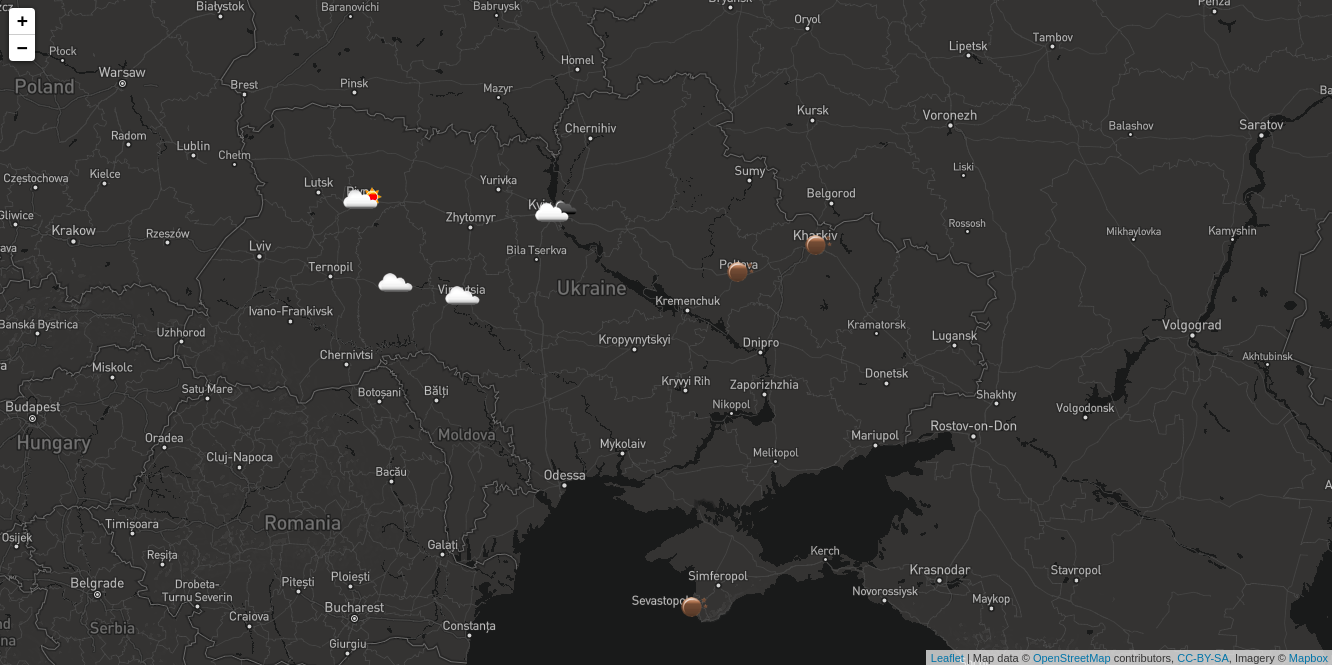 +
−
Białystok
Baranovichi
Babruysk
Oryol
Penza
Płock
Warsaw
Poland
Brest
Pinsk
Homel
Mazyr
Lipetsk
Tambov
Kursk
Voronezh
Balashov
Saratov
Radom
Lublin
Chełm
Chernihiv
Częstochowa
Kielce
Lutsk
Yurivka
Sumy
Belgorod
Liski
Gliwice
Krakow
Rzeszów
Zhytomyr
Kharkiv
Rossosh
Mikhaylovka
Kamyshin
Lviv
Ternopil
Bila Tserkva
Poltava
Ukraine
Kremenchuk
Ivano-Frankivsk
Banská Bystrica
Uzhhorod
Kropyvnytskyi
Dnipro
Kramatorsk
Lugansk
Volgograd
Akhtubinsk
Miskolc
Chernivtsi
Satu Mare
Botoșani
Bălți
Kryvyi Rih
Zaporizhzhia
Donetsk
Nikopol
Shakhty
Volgodonsk
Budapest
Hungary
Oradea
Moldova
Mykolaiv
Melitopol
Mariupol
Rostov-on-Don
Cluj-Napoca
Bacău
Odessa
Romania
Timișoara
Osijek
Reșița
Galați
Kerch
Krasnodar
Stavropol
Belgrade
Drobeta-
Turnu Severin
Pitești
Ploiești
Simferopol
Novorossiysk
Maykop
Sevastopol
Bucharest
Craiova
Serbia
Constanța
Giurgiu
Leaflet | Map data © OpenStreetMap contributors, CC-BY-SA, Imagery © Mapbox